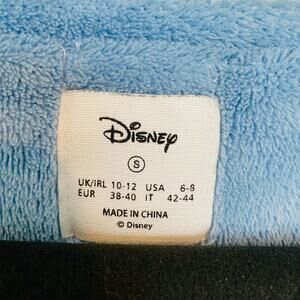 Disney
S
UK/IRL 10-12 USA 6-8
EUR 38-40 IT 42-44
MADE IN CHINA
© Disney